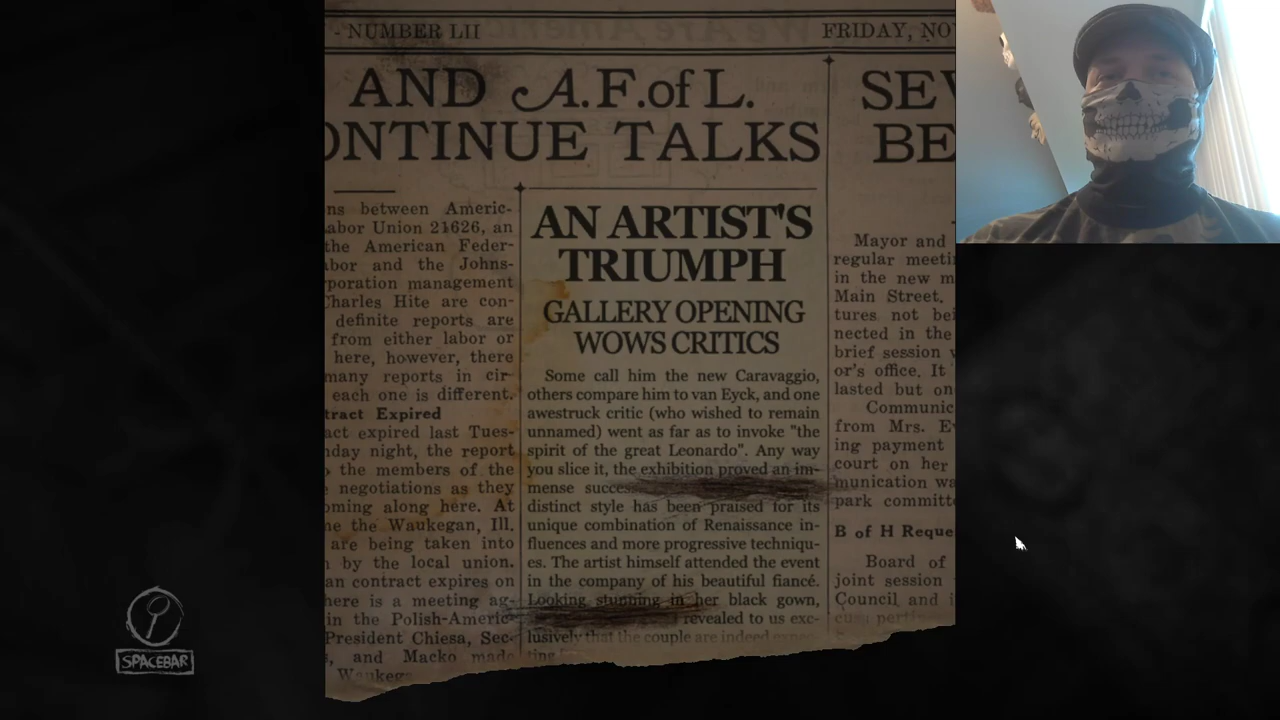 - NUMBER LII
FRIDAY, NO
AND A.F.of L.
ONTINUE TALKS
SEV
BE
ns between Americ-
abor Union 21626, an
the American Feder-
bor and the Johns-
poration management
Charles Hite are con-
definite reports are
from either labor or
here, however, there
many reports in cir-
each one is different.
tract Expired
act expired last Tues-
day night, the report
the members of the
negotiations as they
oming along here. At
e the Waukegan, Ill.
are being taken into
by the local union.
an contract expires on
here is a meeting ag-
in the Polish-Americ-
President Chiesa, Sec-
, and Macko made
Waukeg
AN ARTIST'S
TRIUMPH
GALLERY OPENING
WOWS CRITICS
Some call him the new Caravaggio,
others compare him to van Eyck, and one
awestruck critic (who wished to remain
unnamed) went as far as to invoke "the
spirit of the great Leonardo". Any way
you slice it, the exhibition proved an im-
mense succes
distinct style has been praised for its
unique combination of Renaissance in-
fluences and more progressive techniqu-
es. The artist himself attended the event
in the company of his beautiful fiancé.
Looking stunning in her black gown,
revealed to us exc-
lusively that the couple are indeed expec-
ting
Mayor and
regular meeti
in the new m
Main Street.
tures not bei
nected in the
brief session w
or's office. It
lasted but on
Communic
from Mrs. Ev
ing payment
court on her
munication wa
park committe
B of H Reque
Board of
joint session
Council and i
cus pertin
SPACEBAR